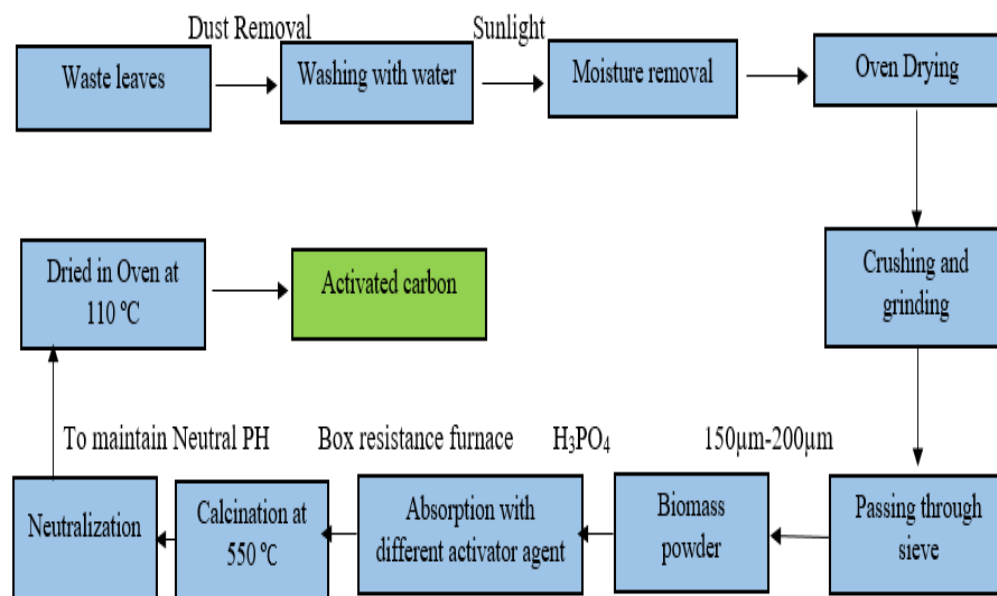 Dust Removal
Sunlight
Waste leaves
Washing with water
Moisture removal
Oven Drying
Dried in Oven at
110 ºC
Activated carbon
Crushing and
grinding
To maintain Neutral PH
Box resistance furnace
H₃PO₄
150µm-200µm
Neutralization
Calcination at
550 ℃
Absorption with
different activator agent
Biomass
powder
Passing through
sieve